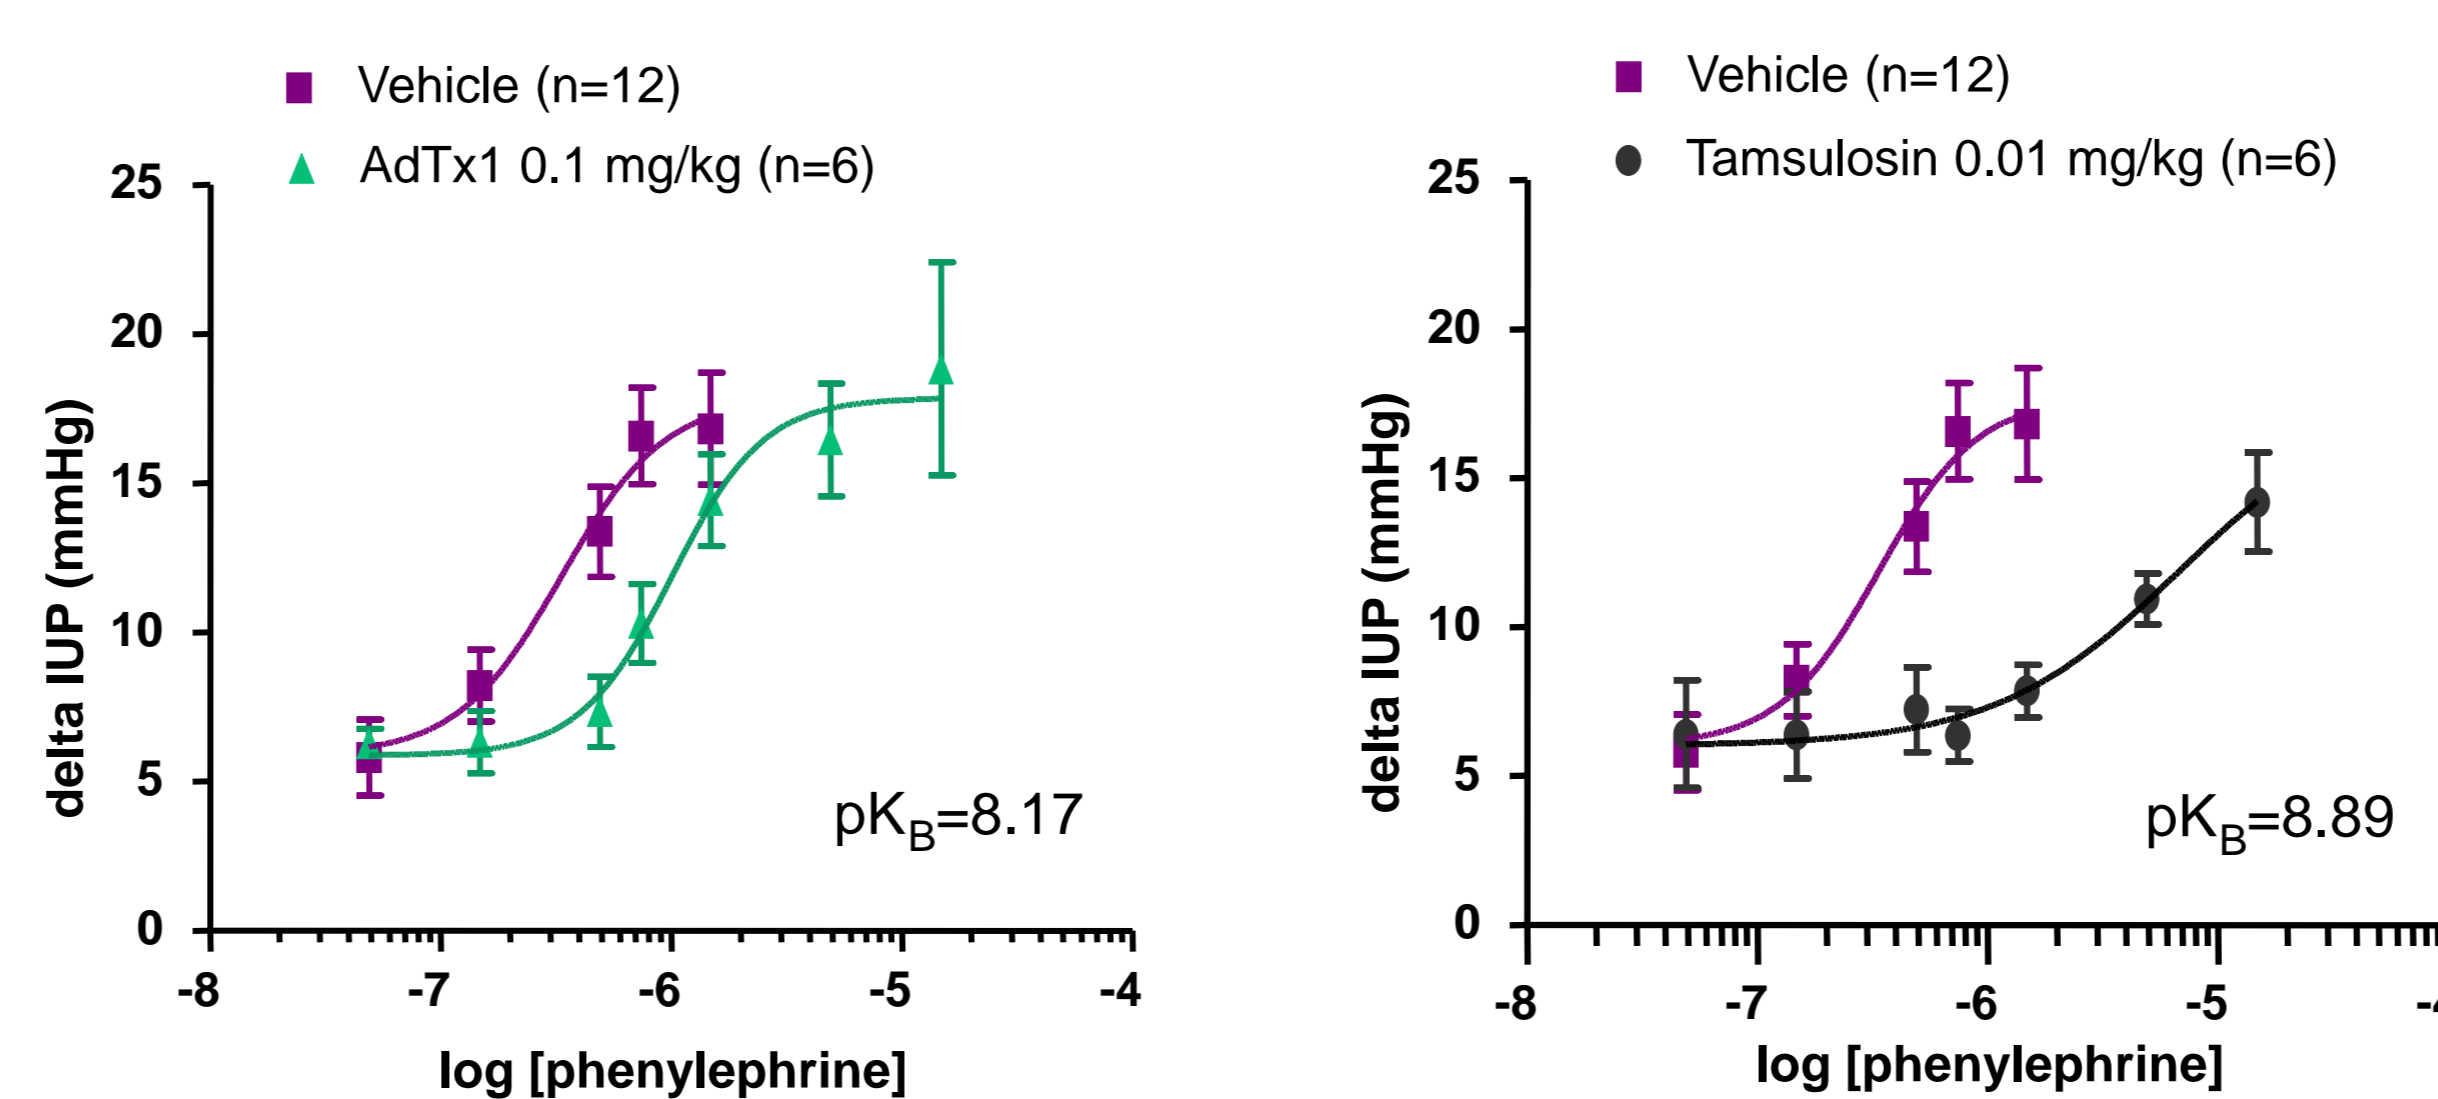 Vehicle (n=12)
AdTx1 0.1 mg/kg (n=6)
25
20
15
10
5
0
delta IUP (mmHg)
pKB=8.17
-8 -7 -6 -5 -4
log [phenylephrine]
Vehicle (n=12)
Tamsulosin 0.01 mg/kg (n=6)
25
20
15
10
5
0
delta IUP (mmHg)
pKB=8.89
-8 -7 -6 -5
log [phenylephrine]